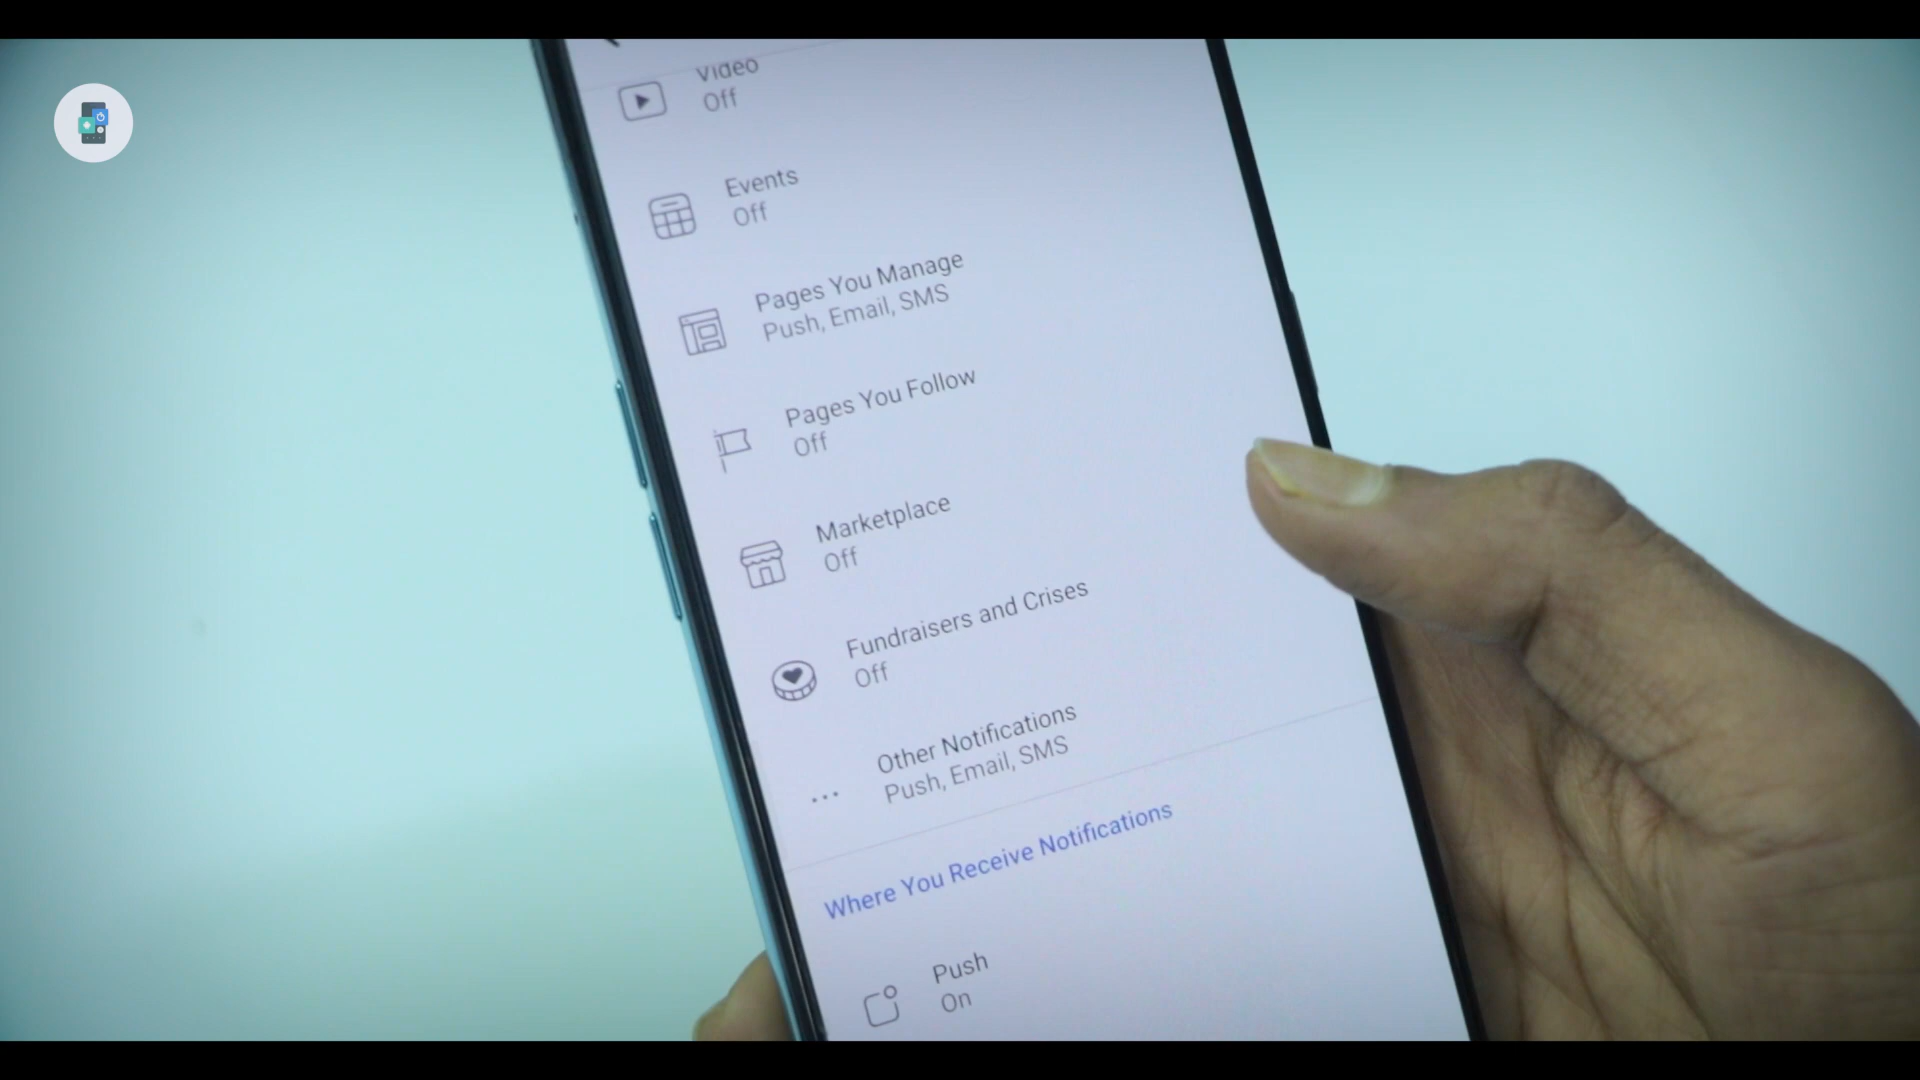 Video
Off
Events
Off
Pages You Manage
Push, Email, SMS
Pages You Follow
Off
Marketplace
Off
Fundraisers and Crises
Off
Other Notifications
Push, Email, SMS
Where You Receive Notifications
Push
On